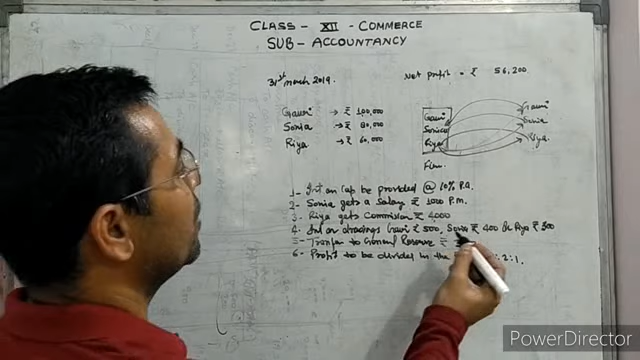 CLASS - XII - COMMERCE
SUB - ACCOUNTANCY
31st March 2019. Net profit = ₹ 56,200
Gauri → ₹ 100,000
Sonia → ₹ 80,000
Riya → ₹ 60,000
Gauri Gauri
Sonia Sonia
Riya Riya
Firm
1- Int on Cap be provided @ 10% P.A.
2- Sonia gets a Salary ₹ 1000 P.M.
3- Riya gets Commission ₹ 4000
4- Int on drawings Gauri ₹ 500, Sonia ₹ 400 & Riya ₹ 300
5- Transfer to General Reserve ₹
6- Profit to be divided in the : 2:1.
PowerDirector